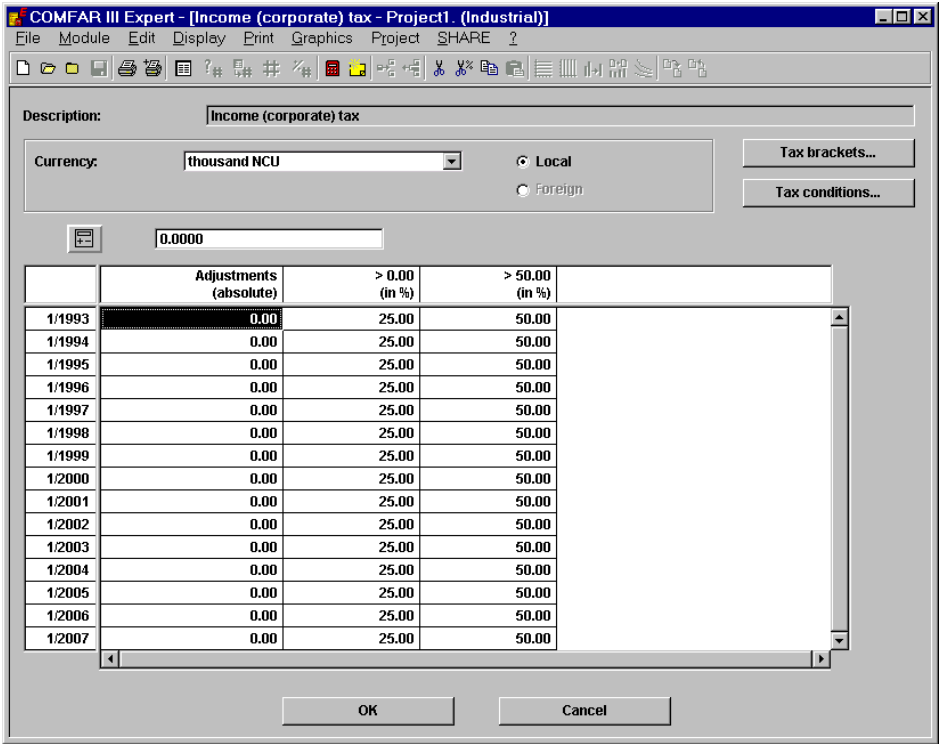 COMFAR III Expert - [Income (corporate) tax - Project1. (Industrial)]
File Module Edit Display Print Graphics Project SHARE ?
Description: Income (corporate) tax
Currency: thousand NCU Local Tax brackets...
Foreign Tax conditions...
0.0000
Adjustments > 0.00 > 50.00
(absolute) (in %) (in %)
1/1993 0.00 25.00 50.00
1/1994 0.00 25.00 50.00
1/1995 0.00 25.00 50.00
1/1996 0.00 25.00 50.00
1/1997 0.00 25.00 50.00
1/1998 0.00 25.00 50.00
1/1999 0.00 25.00 50.00
1/2000 0.00 25.00 50.00
1/2001 0.00 25.00 50.00
1/2002 0.00 25.00 50.00
1/2003 0.00 25.00 50.00
1/2004 0.00 25.00 50.00
1/2005 0.00 25.00 50.00
1/2006 0.00 25.00 50.00
1/2007 0.00 25.00 50.00
OK Cancel